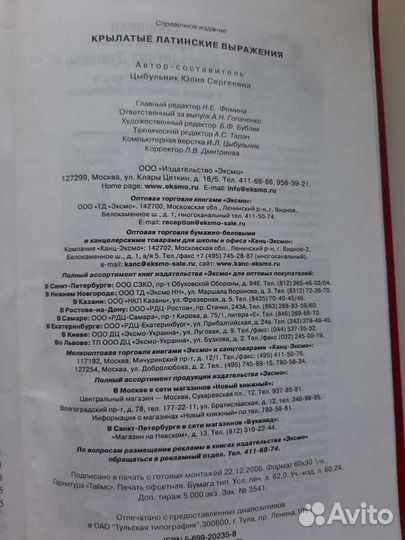 Справочное издание
КРЫЛАТЫЕ ЛАТИНСКИЕ ВЫРАЖЕНИЯ
Автор-составитель
Цыбульник Юлия Сергеевна
Главный редактор Н.Е. Фомина
Ответственный за выпуск А.Н. Гопаченко
Художественный редактор Б.Ф. Бублик
Технический редактор А.С. Таран
Компьютерная верстка И.Л. Цыбульник
Корректор Л.В. Дмитриева
ООО «Издательство «Эксмо»
127299, Москва, ул. Клары Цеткин, д. 18/5. Тел. 411-68-86, 956-39-21.
Home page: www.eksmo.ru E-mail: info@eksmo.ru
Оптовая торговля книгами «Эксмо»:
ООО «ТД «Эксмо». 142700, Московская обл., Ленинский р-н, г. Видное,
Белокаменное ш., д. 1, многоканальный тел. 411-50-74.
E-mail: reception@eksmo-sale.ru
Оптовая торговля бумажно-беловыми
и канцелярскими товарами для школы и офиса «Канц-Эксмо»:
Компания «Канц-Эксмо»: 142700, Московская обл., Ленинский р-н, г. Видное-2,
Белокаменное ш., д. 1, а/я 5. Тел./факс +7 (495) 745-28-87 (многоканальный).
e-mail: kanc@eksmo-sale.ru, сайт: www.kanc-eksmo.ru
Полный ассортимент книг издательства «Эксмо» для оптовых покупателей:
В Санкт-Петербурге: ООО СЗКО, пр-т Обуховской Обороны, д. 84Е. Тел. (812) 365-46-03/04.
В Нижнем Новгороде: ООО ТД «Эксмо НН», ул. Маршала Воронова, д. 3. Тел. (8312) 72-36-70.
В Казани: ООО «НКП Казань», ул. Фрезерная, д. 5. Тел. (8435) 70-40-45/46.
В Ростове-на-Дону: ООО «РДЦ-Ростов», пр. Стачки, 243А. Тел. (863) 268-83-59/60.
В Самаре: ООО «РДЦ-Самара», пр-т Кирова, д. 75/1, литера «Е». Тел. (846) 269-66-70.
В Екатеринбурге: ООО «РДЦ-Екатеринбург», ул. Прибалтийская, д. 24а. Тел. (343) 378-49-45.
В Киеве: ООО ДЦ «Эксмо-Украина», ул. Луговая, д. 9. Тел./факс: (044) 537-35-52.
Во Львове: ТП ООО ДЦ «Эксмо-Украина», ул. Бузкова, д. 2. Тел./факс (032) 245-00-19.
Мелкооптовая торговля книгами «Эксмо» и канцтоварами «Канц-Эксмо»:
117192, Москва, Мичуринский пр-т, д. 12/1. Тел./факс: (495) 411-50-76.
127254, Москва, ул. Добролюбова, д. 2. Тел.: (495) 745-89-15, 780-58-34.
Полный ассортимент продукции издательства «Эксмо»:
В Москве в сети магазинов «Новый книжный»:
Центральный магазин — Москва, Сухаревская пл., 12. Тел. 937-85-81.
Волгоградский пр-т, д. 78, тел. 177-22-11; ул. Братиславская, д. 12, тел. 346-99-95.
Информация о магазинах «Новый книжный» по тел. 780-58-81.
В Санкт-Петербурге в сети магазинов «Буквоед»:
«Магазин на Невском», д. 13. Тел. (812) 310-22-44.
По вопросам размещения рекламы в книгах издательства «Эксмо»
обращаться в рекламный отдел. Тел. 411-68-74.
Подписано в печать с готовых монтажей 22.12.2006. Формат 60х90
Гарнитура «Таймс». Печать офсетная. Бумага тип. Усл. печ. л. 62,0. Уч.-изд. л. 60,24.
Доп. тираж 5 000 экз. Зак. № 3541.
Отпечатано с предоставленных диапозитивов
в ОАО "Тульская типография". 300600, г. Тула, пр. Ленина, 109
ISBN 5-699-20235-8
Avito